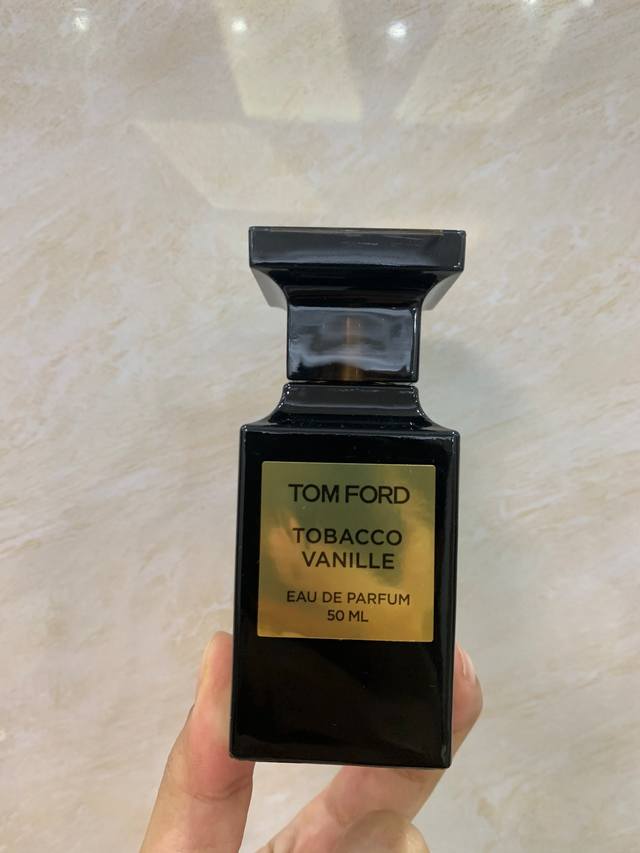 TOM FORD
TOBACCO
VANILLE
EAU DE PARFUM
50 ML